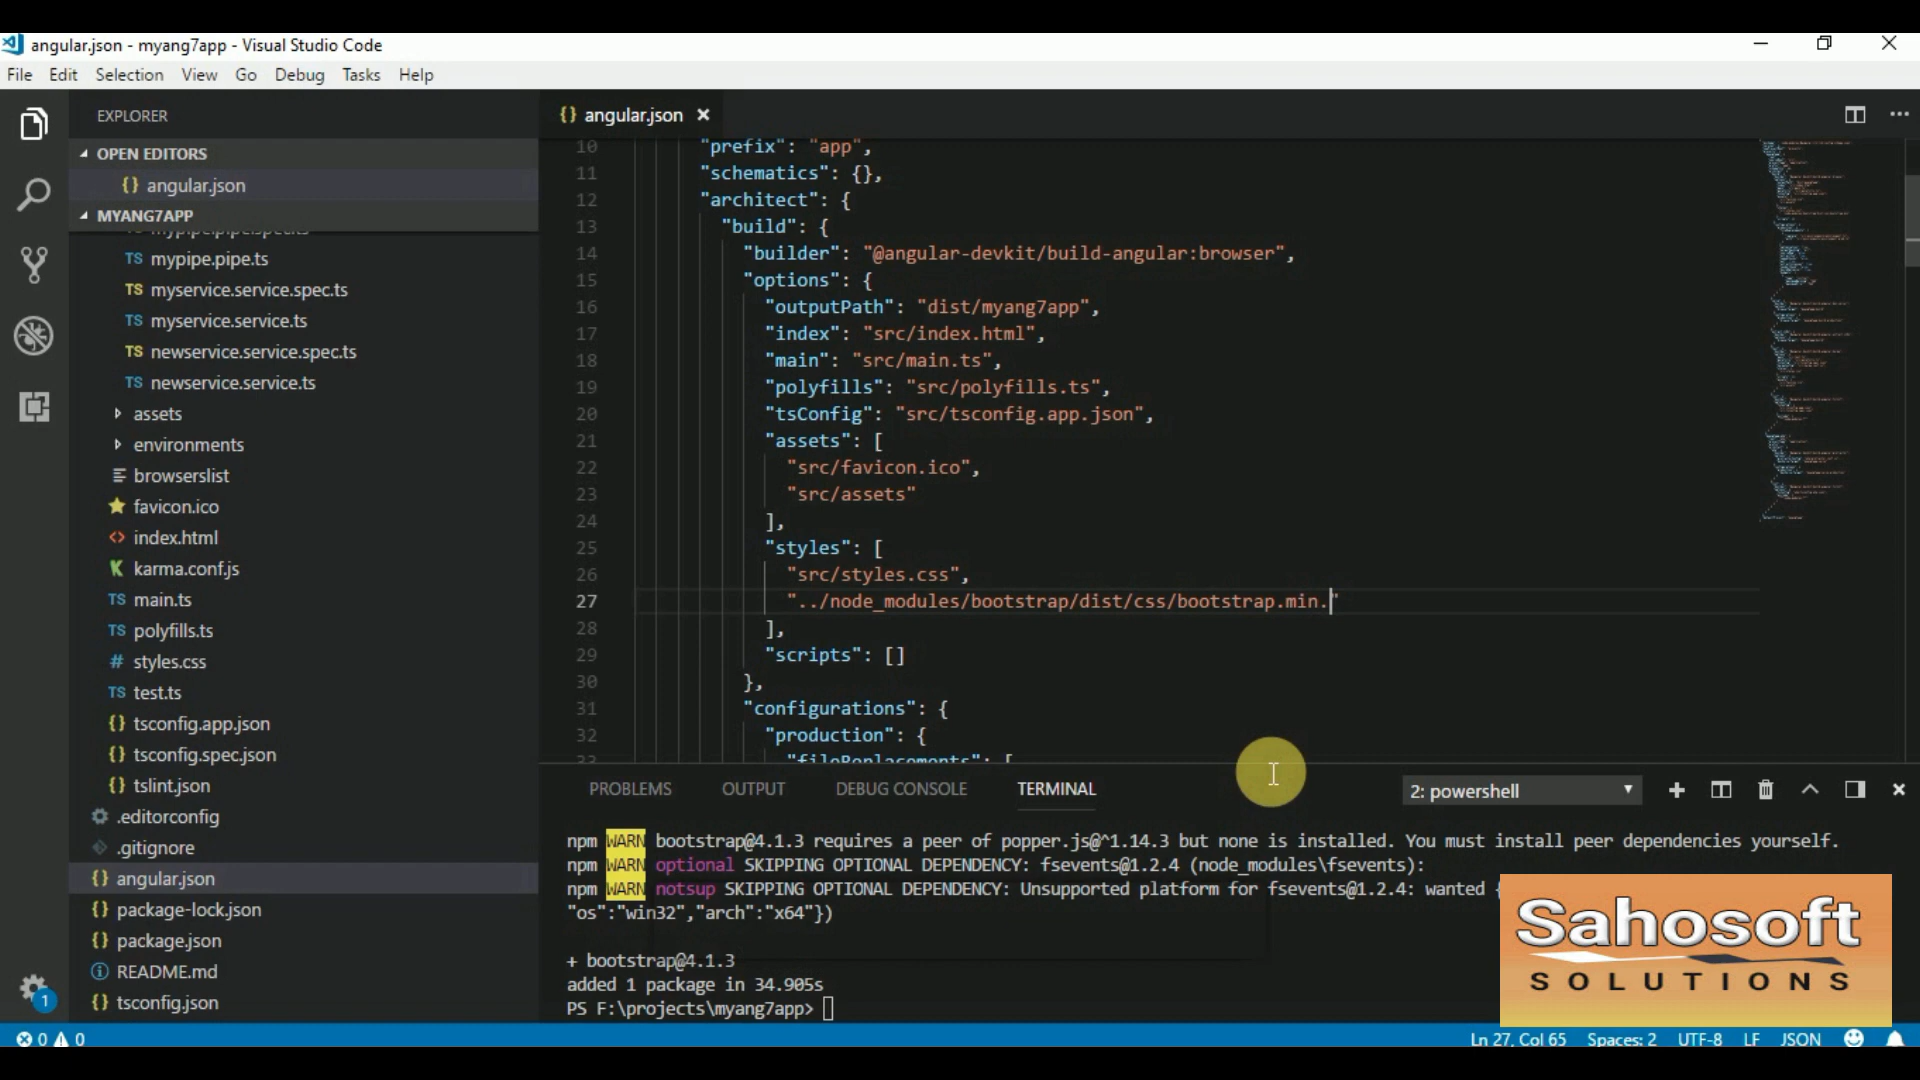 angular.json - myang7app - Visual Studio Code
File Edit Selection View Go Debug Tasks Help
EXPLORER
OPEN EDITORS
{} angular.json
MYANG7APP
mypipe.pipe.spec.ts
TS mypipe.pipe.ts
TS myservice.service.spec.ts
TS myservice.service.ts
TS newservice.service.spec.ts
TS newservice.service.ts
assets
environments
browserslist
favicon.ico
<> index.html
K karma.conf.js
TS main.ts
TS polyfills.ts
# styles.css
TS test.ts
{} tsconfig.app.json
{} tsconfig.spec.json
{} tslint.json
.editorconfig
.gitignore
{} angular.json
{} package-lock.json
{} package.json
README.md
{} tsconfig.json
1
{} angular.json ×
10 "prefix": "app",
11 "schematics": {},
12 "architect": {
13 "build": {
14 "builder": "@angular-devkit/build-angular:browser",
15 "options": {
16 "outputPath": "dist/myang7app",
17 "index": "src/index.html",
18 "main": "src/main.ts",
19 "polyfills": "src/polyfills.ts",
20 "tsConfig": "src/tsconfig.app.json",
21 "assets": [
22 "src/favicon.ico",
23 "src/assets"
24 ],
25 "styles": [
26 "src/styles.css",
27 "../node_modules/bootstrap/dist/css/bootstrap.min."
28 ],
29 "scripts": []
30 },
31 "configurations": {
32 "production": {
33 "fileReplacements": [
PROBLEMS OUTPUT DEBUG CONSOLE TERMINAL 2: powershell
npm WARN bootstrap@4.1.3 requires a peer of popper.js@^1.14.3 but none is installed. You must install peer dependencies yourself.
npm WARN optional SKIPPING OPTIONAL DEPENDENCY: fsevents@1.2.4 (node_modules\fsevents):
npm WARN notsup SKIPPING OPTIONAL DEPENDENCY: Unsupported platform for fsevents@1.2.4: wanted {
"os":"win32","arch":"x64"})
+ bootstrap@4.1.3
added 1 package in 34.905s
PS F:\projects\myang7app>
Sahosoft
SOLUTIONS
0 0 Ln 27, Col 65 Spaces: 2 UTF-8 LF JSON